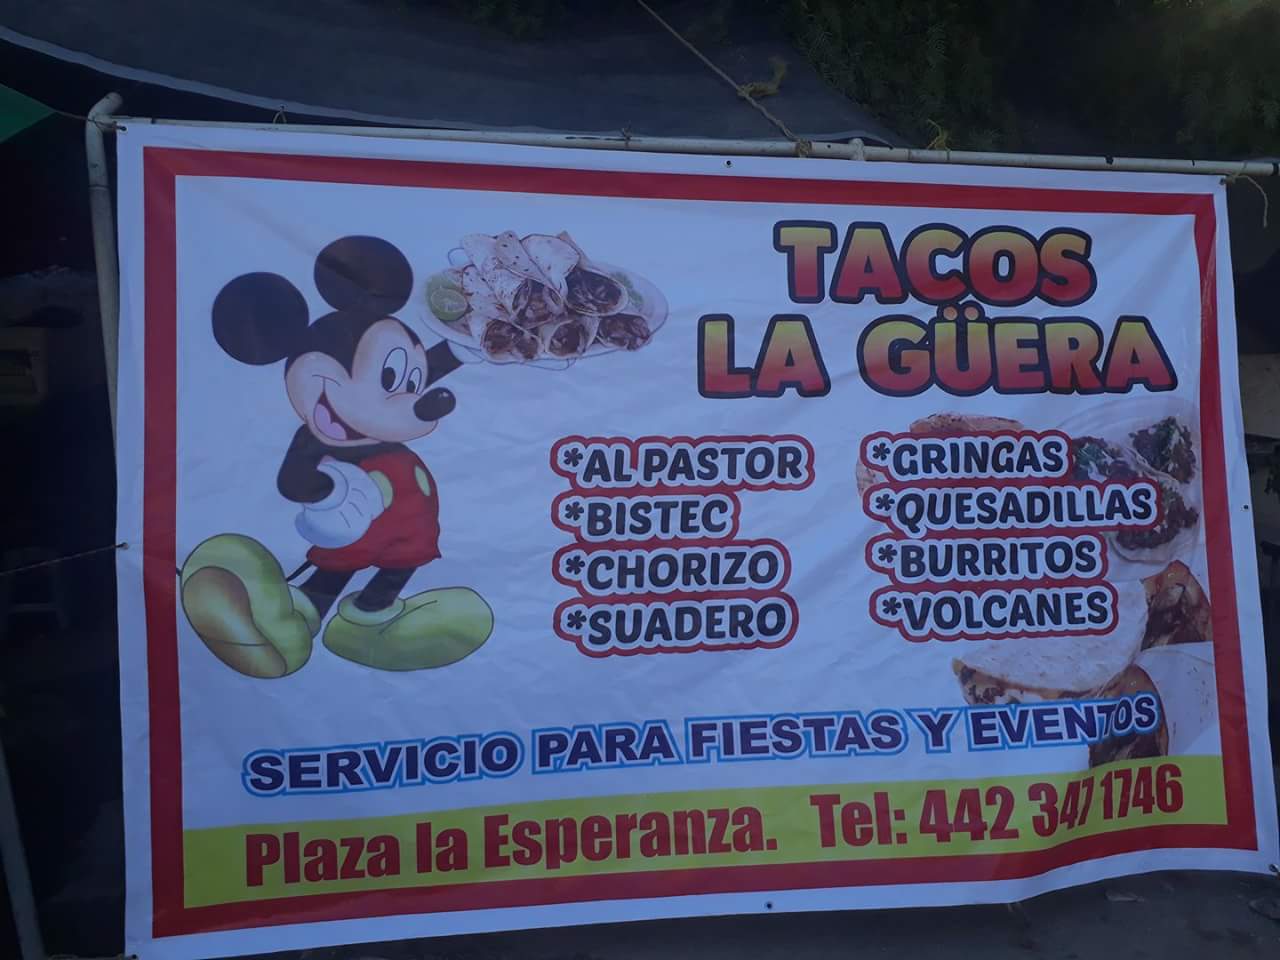 TACOS
LA GÜERA
*AL PASTOR
*BISTEC
*CHORIZO
*SUADERO
*GRINGAS
*QUESADILLAS
*BURRITOS
*VOLCANES
SERVICIO PARA FIESTAS Y EVENTOS
Plaza la Esperanza. Tel: 442 347 1746